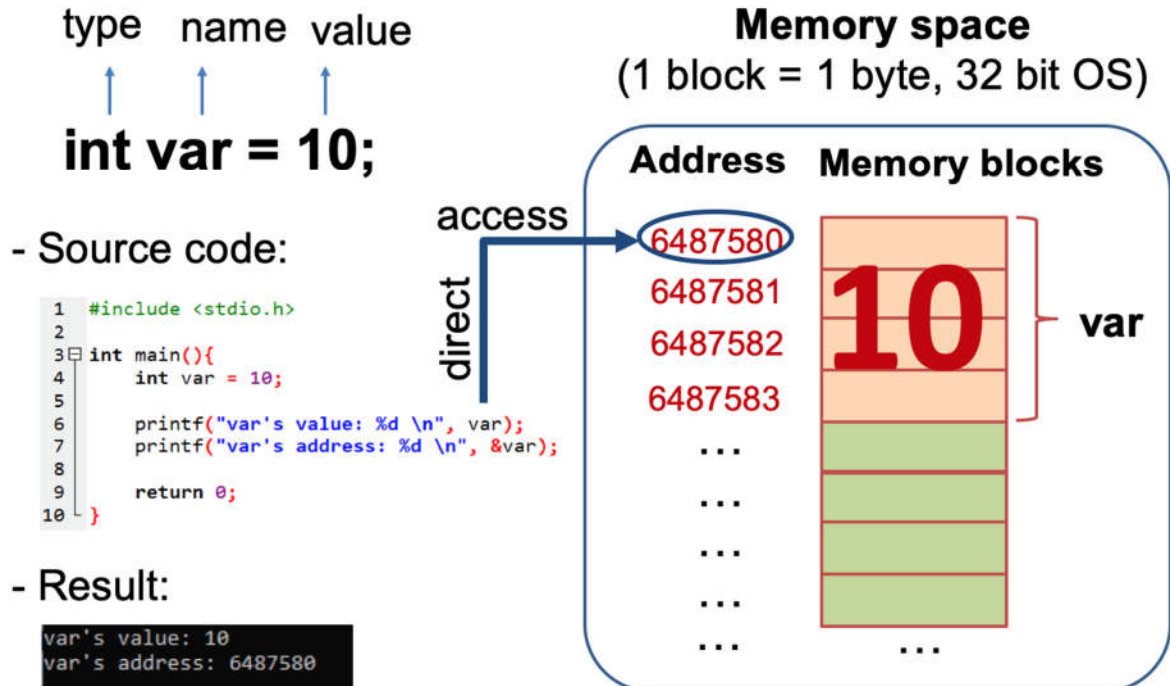 type name value
int var = 10;
- Source code:
1 #include <stdio.h>
2
3 int main(){
4 int var = 10;
5
6 printf("var's value: %d \n", var);
7 printf("var's address: %d \n", &var);
8
9 return 0;
10 }
- Result:
var's value: 10
var's address: 6487580
access
direct
Memory space
(1 block = 1 byte, 32 bit OS)
Address Memory blocks
6487580
6487581
6487582
6487583
...
...
...
...
... ...
10
var